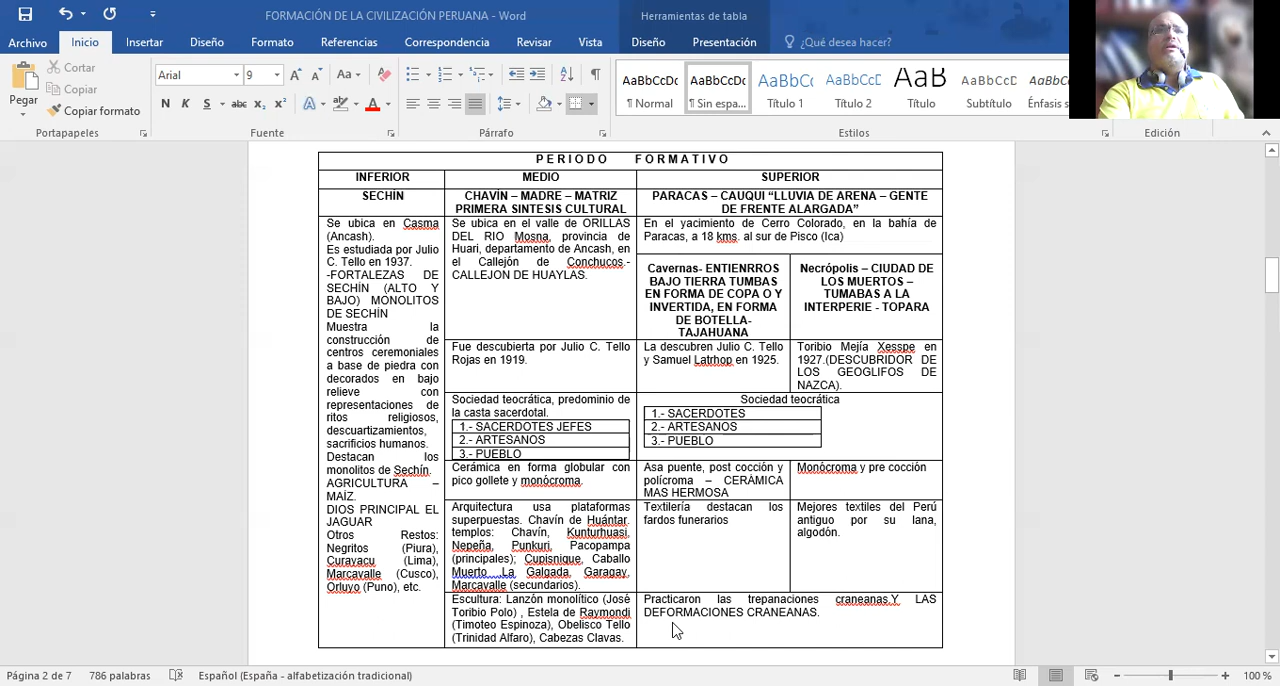 FORMACIÓN DE LA CIVILIZACIÓN PERUANA - Word
Herramientas de tabla
Archivo Inicio Insertar Diseño Formato Referencias Correspondencia Revisar Vista Diseño Presentación ¿Qué desea hacer?
Pegar
Cortar
Copiar
Copiar formato
Portapapeles
Arial 9
Aa
N K S abc x₂ x²
Fuente
Párrafo
AaBbCcDc AaBbCcDc AaBbCc AaBbCcD AaB AaBbCcD AaBbCcD
¶ Normal ¶ Sin espa... Título 1 Título 2 Título Subtítulo Énfasis s
Estilos
Edición
PERIODO FORMATIVO
INFERIOR
MEDIO
SUPERIOR
SECHÍN
CHAVÍN – MADRE – MATRIZ
PRIMERA SINTESIS CULTURAL
PARACAS – CAUQUI “LLUVIA DE ARENA – GENTE
DE FRENTE ALARGADA”
Se ubica en Casma
(Ancash).
Es estudiada por Julio
C. Tello en 1937.
-FORTALEZAS DE
SECHÍN (ALTO Y
BAJO) MONOLITOS
DE SECHÍN
Muestra la
construcción de
centros ceremoniales
a base de piedra con
decorados en bajo
relieve con
representaciones de
ritos religiosos,
descuartizamientos,
sacrificios humanos.
Destacan los
monolitos de Sechín.
AGRICULTURA –
MAÍZ.
DIOS PRINCIPAL EL
JAGUAR
Otros Restos:
Negritos (Piura),
Curayacu (Lima),
Marcavalle (Cusco),
Orluyo (Puno), etc.
Se ubica en el valle de ORILLAS
DEL RIO Mosna, provincia de
Huari, departamento de Ancash, en
el Callejón de Conchucos.-
CALLEJON DE HUAYLAS.
En el yacimiento de Cerro Colorado, en la bahía de
Paracas, a 18 kms. al sur de Pisco (Ica)
Cavernas- ENTIENRROS
BAJO TIERRA TUMBAS
EN FORMA DE COPA O Y
INVERTIDA, EN FORMA
DE BOTELLA-
TAJAHUANA
Necrópolis – CIUDAD DE
LOS MUERTOS –
TUMABAS A LA
INTERPERIE - TOPARA
Fue descubierta por Julio C. Tello
Rojas en 1919.
La descubren Julio C. Tello
y Samuel Latrhop en 1925.
Toribio Mejía Xesspe en
1927.(DESCUBRIDOR DE
LOS GEOGLIFOS DE
NAZCA).
Sociedad teocrática, predominio de
la casta sacerdotal.
1.- SACERDOTES JEFES
2.- ARTESANOS
3.- PUEBLO
Sociedad teocrática
1.- SACERDOTES
2.- ARTESANOS
3.- PUEBLO
Cerámica en forma globular con
pico gollete y monócroma.
Asa puente, post cocción y
polícroma – CERÁMICA
MAS HERMOSA
Monócroma y pre cocción
Arquitectura usa plataformas
superpuestas. Chavín de Huántar.
templos: Chavín, Kunturhuasi,
Nepeña, Punkuri, Pacopampa
(principales); Cupisnique, Caballo
Muerto La Galgada, Garagay,
Marcavalle (secundarios).
Textilería destacan los
fardos funerarios
Mejores textiles del Perú
antiguo por su lana,
algodón.
Escultura: Lanzón monolítico (José
Toribio Polo) , Estela de Raymondi
(Timoteo Espinoza), Obelisco Tello
(Trinidad Alfaro), Cabezas Clavas.
Practicaron las trepanaciones craneanas.Y LAS
DEFORMACIONES CRANEANAS.
Página 2 de 7 786 palabras Español (España - alfabetización tradicional) 100 %